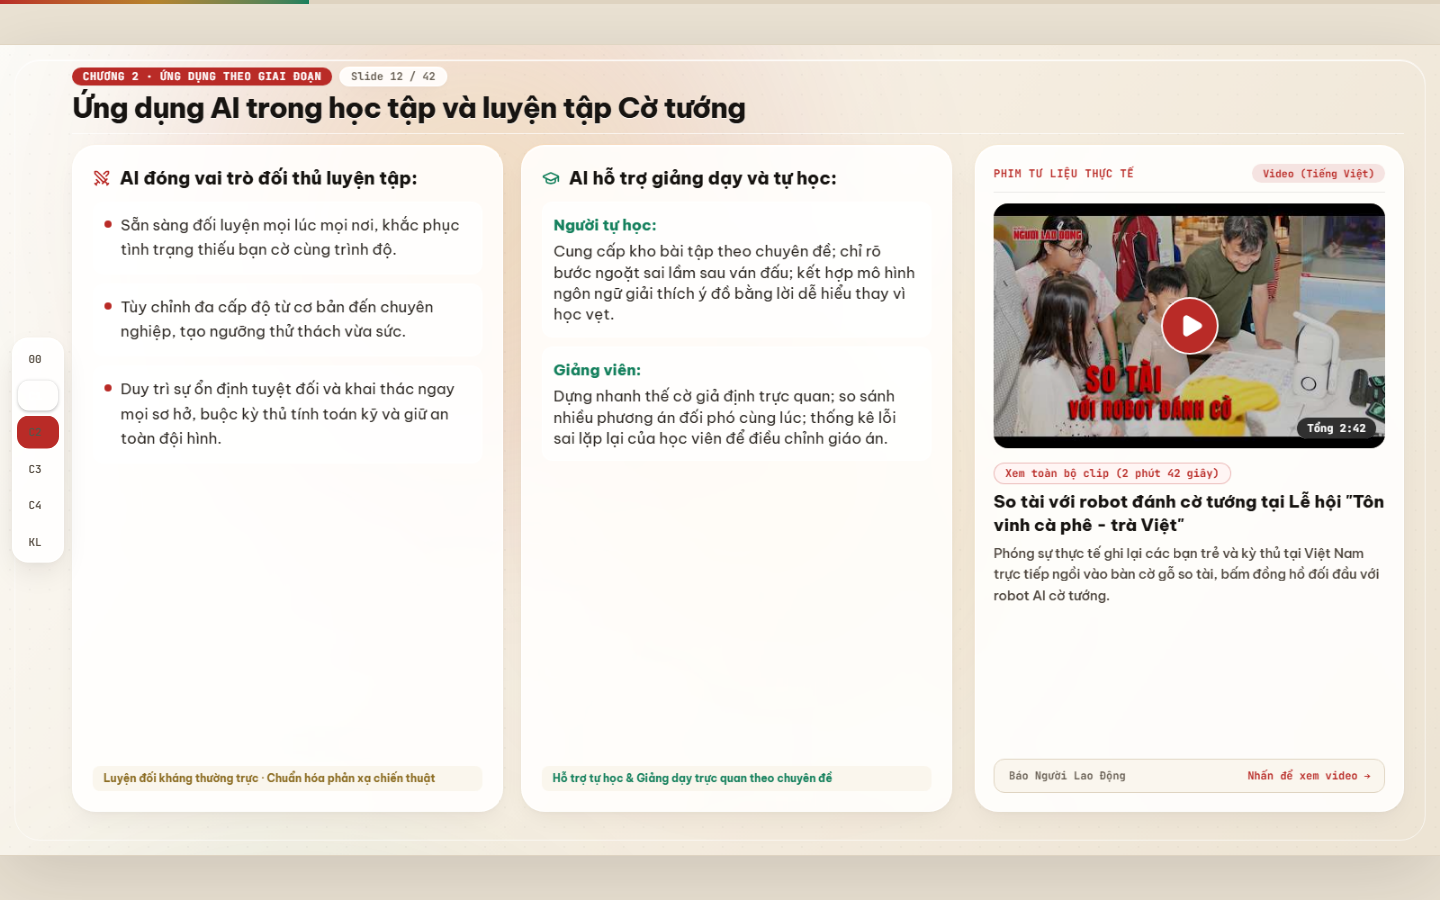 CHƯƠNG 2 · ỨNG DỤNG THEO GIAI ĐOẠN
Slide 12 / 42
Ứng dụng AI trong học tập và luyện tập Cờ tướng
00
C3
C4
KL
AI đóng vai trò đối thủ luyện tập:
Sẵn sàng đối luyện mọi lúc mọi nơi, khắc phục
tình trạng thiếu bạn cờ cùng trình độ.
Tùy chỉnh đa cấp độ từ cơ bản đến chuyên
nghiệp, tạo ngưỡng thử thách vừa sức.
Duy trì sự ổn định tuyệt đối và khai thác ngay
mọi sơ hở, buộc kỳ thủ tính toán kỹ và giữ an
toàn đội hình.
Luyện đối kháng thường trực · Chuẩn hóa phản xạ chiến thuật
AI hỗ trợ giảng dạy và tự học:
Người tự học:
Cung cấp kho bài tập theo chuyên đề; chỉ rõ
bước ngoặt sai lầm sau ván đấu; kết hợp mô hình
ngôn ngữ giải thích ý đồ bằng lời dễ hiểu thay vì
học vẹt.
Giảng viên:
Dựng nhanh thế cờ giả định trực quan; so sánh
nhiều phương án đối phó cùng lúc; thống kê lỗi
sai lặp lại của học viên để điều chỉnh giáo án.
Hỗ trợ tự học & Giảng dạy trực quan theo chuyên đề
PHIM TƯ LIỆU THỰC TẾ
Video (Tiếng Việt)
NGƯỜI LAO ĐỘNG
SO TÀI
VỚI ROBOT ĐÁNH CỜ
Tổng 2:42
Xem toàn bộ clip (2 phút 42 giây)
So tài với robot đánh cờ tướng tại Lễ hội "Tôn
vinh cà phê - trà Việt"
Phóng sự thực tế ghi lại các bạn trẻ và kỳ thủ tại Việt Nam
trực tiếp ngồi vào bàn cờ gỗ so tài, bấm đồng hồ đối đầu với
robot AI cờ tướng.
Báo Người Lao Động
Nhấn để xem video →